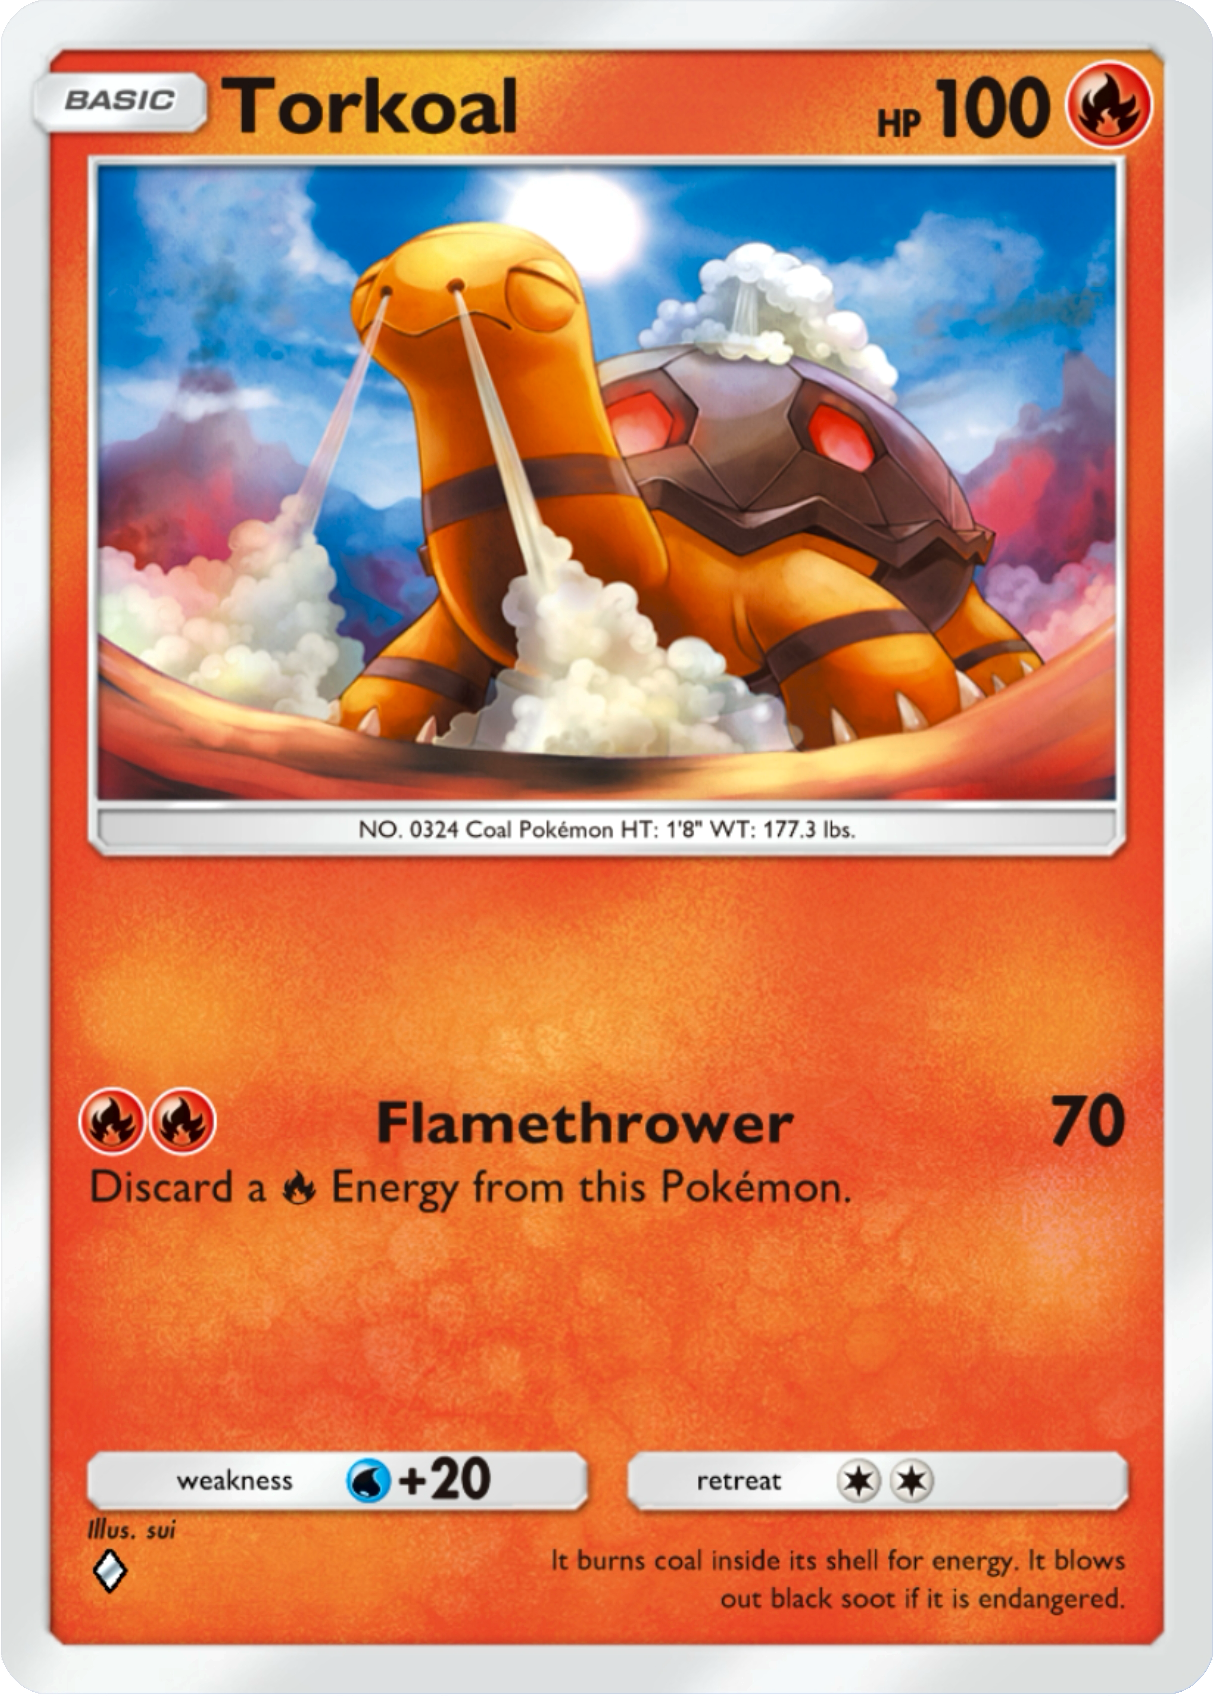 BASIC Torkoal HP 100
NO. 0324 Coal Pokémon HT: 1'8" WT: 177.3 lbs.
Flamethrower 70
Discard a Energy from this Pokémon.
weakness +20 retreat
Illus. sui
It burns coal inside its shell for energy. It blows
out black soot if it is endangered.